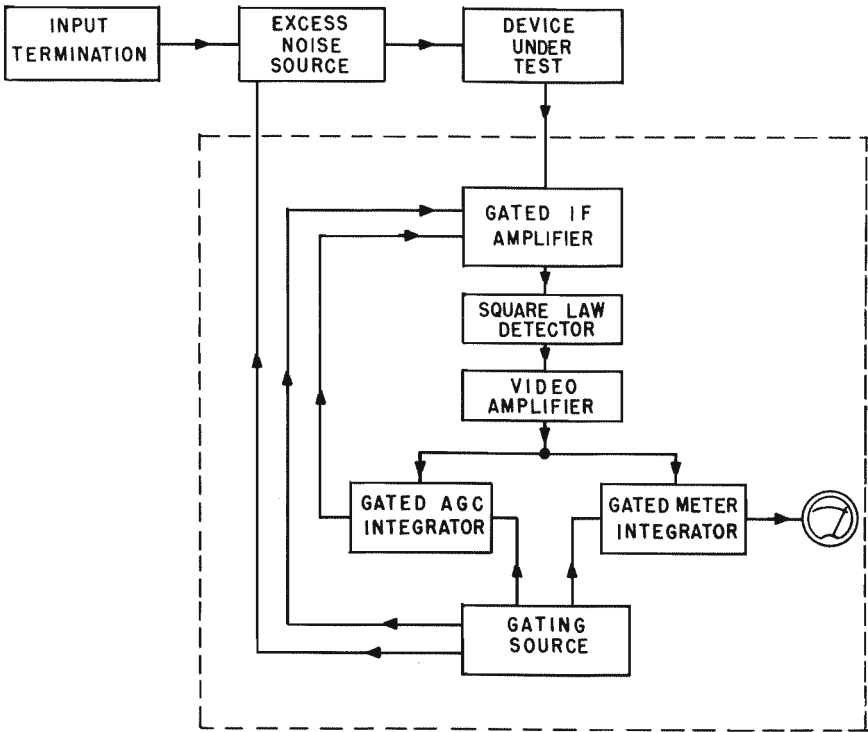 INPUT
TERMINATION
EXCESS
NOISE
SOURCE
DEVICE
UNDER
TEST
GATED IF
AMPLIFIER
SQUARE LAW
DETECTOR
VIDEO
AMPLIFIER
GATED AGC
INTEGRATOR
GATED METER
INTEGRATOR
GATING
SOURCE